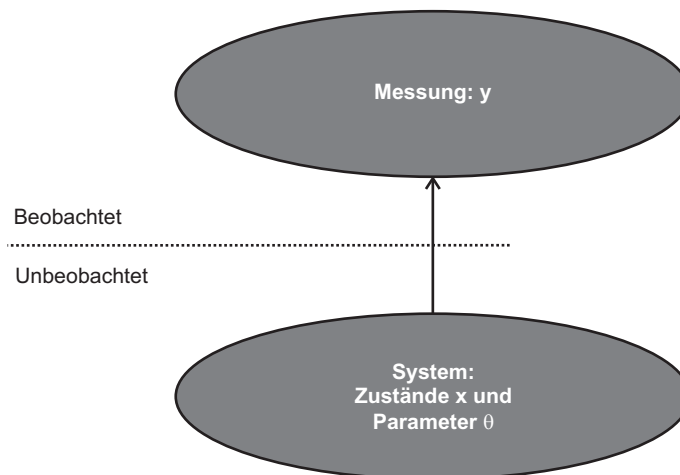 Messung: y
Beobachtet
Unbeobachtet
System:
Zustände x und
Parameter θ